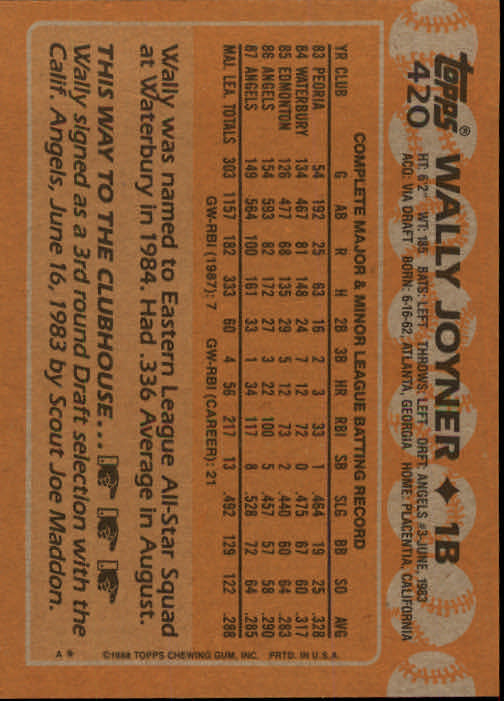 topps® WALLY JOYNER ✦ 1B
420 HT: 6'2" WT: 185 BATS: LEFT THROWS: LEFT DRFT: ANGELS #3-JUNE, 1983
ACQ: VIA DRAFT BORN: 6-16-62, ATLANTA, GEORGIA HOME: PLACENTIA, CALIFORNIA
COMPLETE MAJOR & MINOR LEAGUE BATTING RECORD
YR CLUB G AB R H 2B 3B HR RBI SB SLG BB SO AVG
83 PEORIA 54 192 25 63 16 2 3 33 1 .464 19 25 .328
84 WATERBURY 134 467 81 148 24 7 12 72 0 .475 67 60 .317
85 EDMONTON 126 477 68 135 29 5 12 73 2 .440 60 64 .283
86 ANGELS 154 593 82 172 27 3 22 100 5 .457 57 58 .290
87 ANGELS 149 564 100 161 33 1 34 117 8 .528 72 64 .285
MAJ. LEA. TOTALS 303 1157 182 333 60 4 56 217 13 .492 129 122 .288
GW-RBI (1987): 7 GW-RBI (CAREER): 21
Wally was named to Eastern League All-Star Squad
at Waterbury in 1984. Had .336 Average in August.
THIS WAY TO THE CLUBHOUSE...
Wally signed as a 3rd round Draft selection with the
Calif. Angels, June 16, 1983 by Scout Joe Maddon.
A * ©1988 TOPPS CHEWING GUM, INC. PRTD. IN U.S.A.